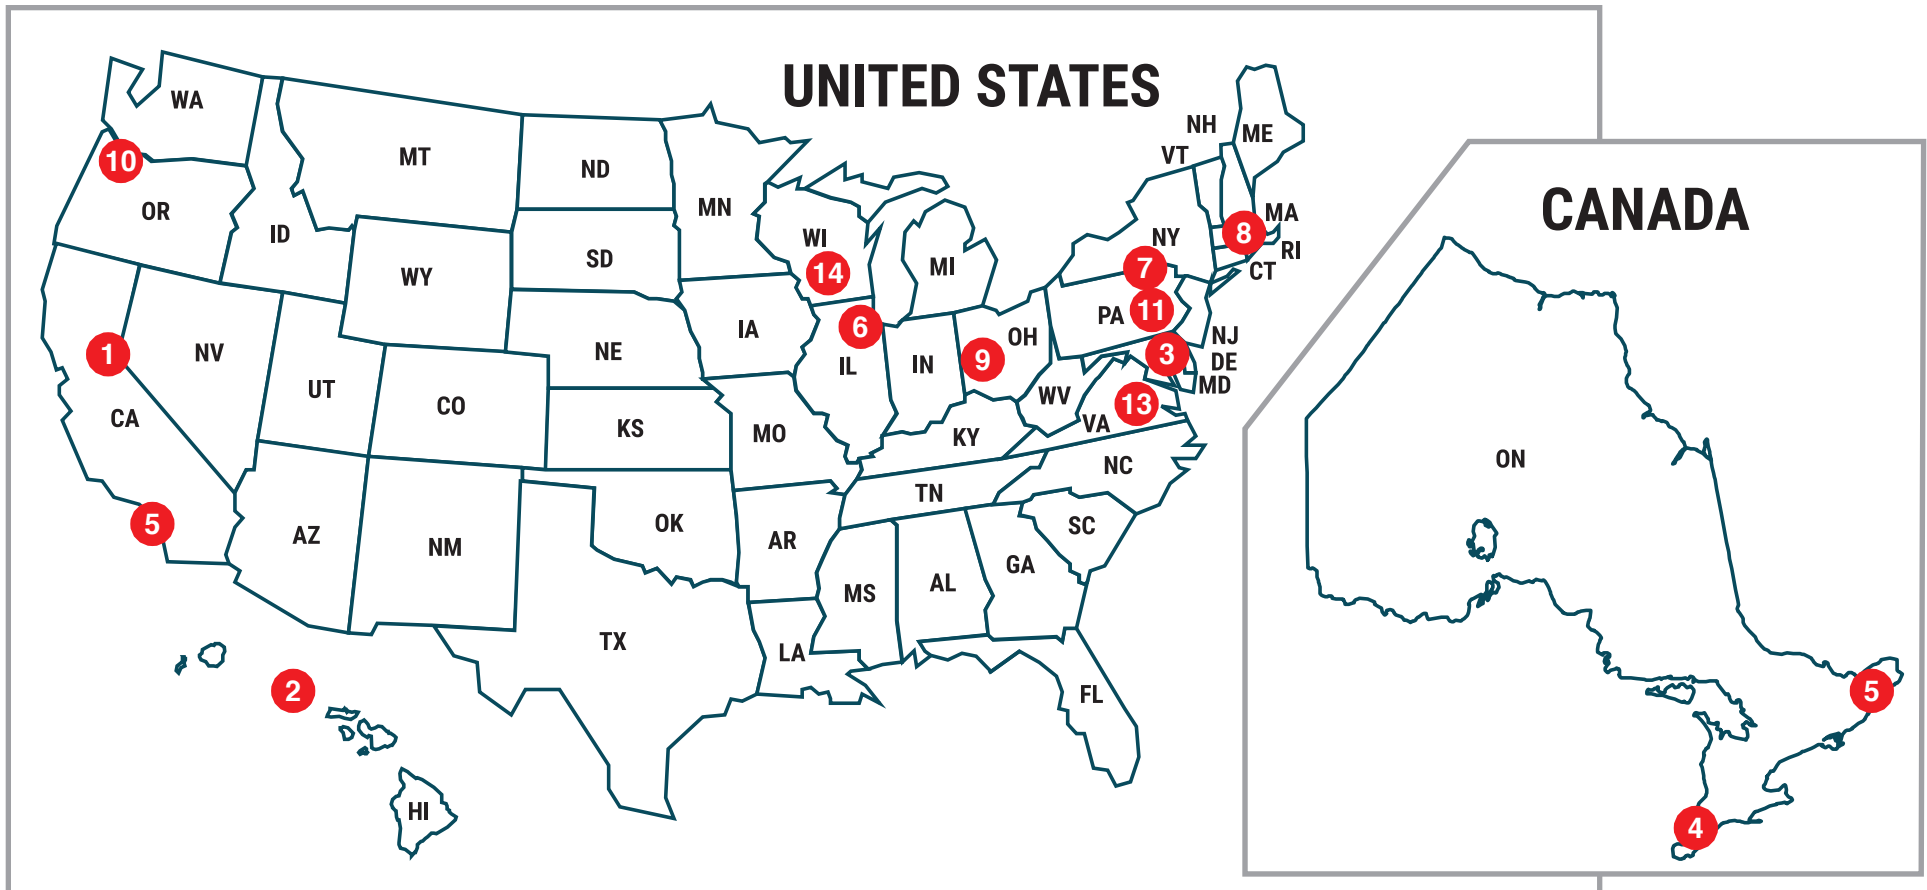 UNITED STATES
WA
MT
ND
MN
NH
ME
VT
10
OR
ID
SD
WI
MI
NY
MA
8
RI
CT
WY
14
7
1
NV
NE
IA
6
IL
IN
OH
9
PA
11
NJ
3
DE
MD
UT
CO
CA
KS
MO
KY
WV
13
VA
5
AZ
NM
OK
AR
TN
NC
SC
GA
MS
AL
TX
LA
FL
2
HI
CANADA
ON
5
4